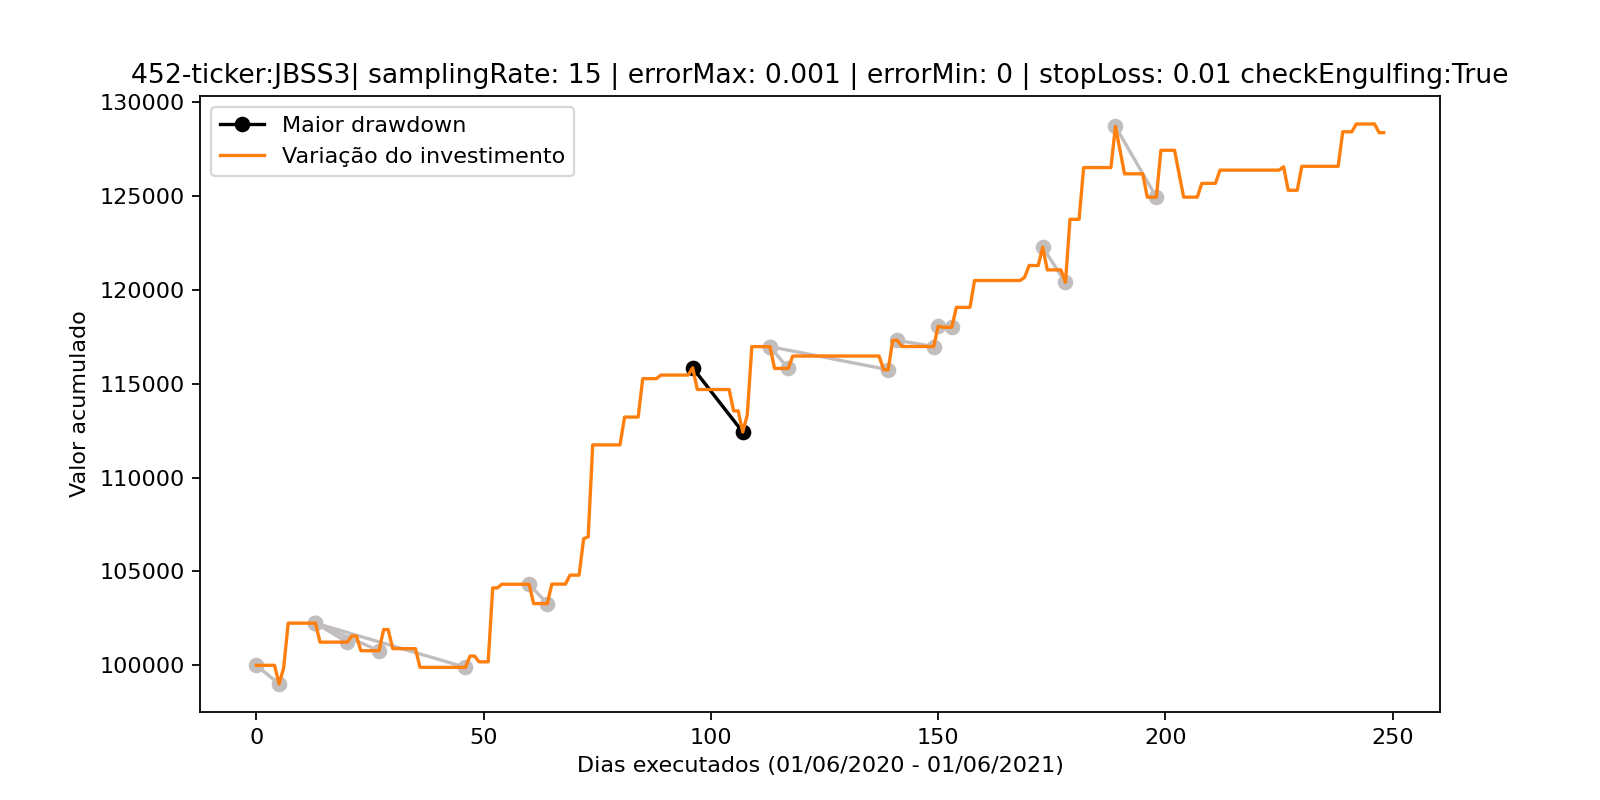 452-ticker:JBSS3| samplingRate: 15 | errorMax: 0.001 | errorMin: 0 | stopLoss: 0.01 checkEngulfing:True
Maior drawdown
Variação do investimento
Valor acumulado
130000
125000
120000
115000
110000
105000
100000
0 50 100 150 200 250
Dias executados (01/06/2020 - 01/06/2021)